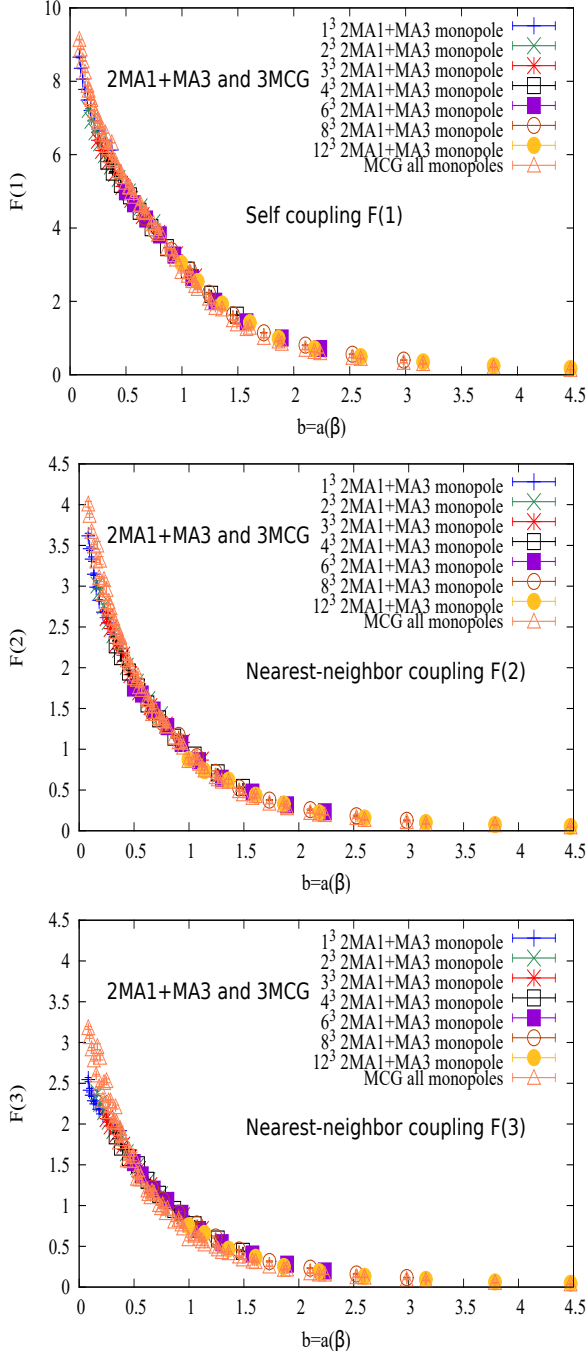 10
8
6
4
2
0
F(1)
1³ 2MA1+MA3 monopole
2³ 2MA1+MA3 monopole
3³ 2MA1+MA3 monopole
4³ 2MA1+MA3 monopole
6³ 2MA1+MA3 monopole
8³ 2MA1+MA3 monopole
12³ 2MA1+MA3 monopole
MCG all monopoles
2MA1+MA3 and 3MCG
Self coupling F(1)
0 0.5 1 1.5 2 2.5 3 3.5 4 4.5
b=a(β)
4.5
4
3.5
3
2.5
2
1.5
1
0.5
0
F(2)
1³ 2MA1+MA3 monopole
2³ 2MA1+MA3 monopole
3³ 2MA1+MA3 monopole
4³ 2MA1+MA3 monopole
6³ 2MA1+MA3 monopole
8³ 2MA1+MA3 monopole
12³ 2MA1+MA3 monopole
MCG all monopoles
2MA1+MA3 and 3MCG
Nearest-neighbor coupling F(2)
0 0.5 1 1.5 2 2.5 3 3.5 4 4.5
b=a(β)
4.5
4
3.5
3
2.5
2
1.5
1
0.5
0
F(3)
1³ 2MA1+MA3 monopole
2³ 2MA1+MA3 monopole
3³ 2MA1+MA3 monopole
4³ 2MA1+MA3 monopole
6³ 2MA1+MA3 monopole
8³ 2MA1+MA3 monopole
12³ 2MA1+MA3 monopole
MCG all monopoles
2MA1+MA3 and 3MCG
Nearest-neighbor coupling F(3)
0 0.5 1 1.5 2 2.5 3 3.5 4 4.5
b=a(β)